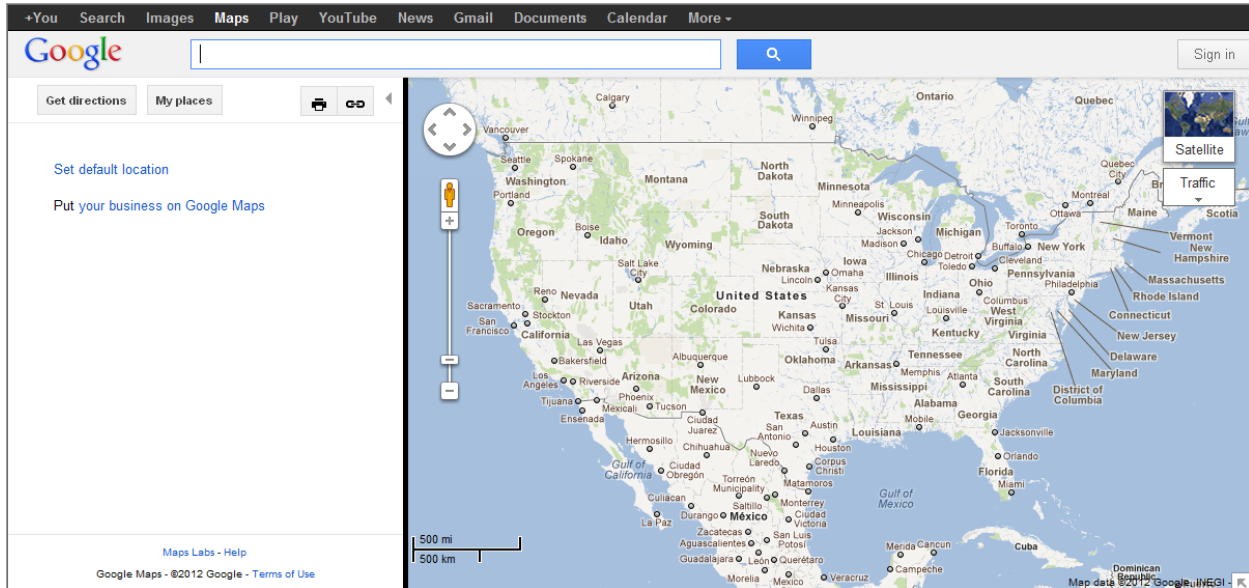 +You Search Images Maps Play YouTube News Gmail Documents Calendar More
Google
Sign in
Get directions My places
Set default location
Put your business on Google Maps
Maps Labs - Help
Google Maps - ©2012 Google - Terms of Use
Satellite
Traffic
Calgary
Ontario
Quebec
Winnipeg
Vancouver
Seattle
Spokane
Washington
Portland
Montana
North
Dakota
Minnesota
Minneapolis
Quebec
City
Montreal
Ottawa
Maine
Scotia
Oregon
Boise
Idaho
Wyoming
South
Dakota
Wisconsin
Jackson
Madison
Michigan
Toronto
Buffalo
New York
Vermont
New
Hampshire
Massachusetts
Rhode Island
Connecticut
New Jersey
Delaware
Maryland
District of
Columbia
Salt Lake
City
Nebraska
Lincoln
Iowa
Omaha
Chicago
Detroit
Toledo
Cleveland
Pennsylvania
Philadelphia
Illinois
Indiana
Ohio
Columbus
West
Virginia
Virginia
Reno
Nevada
Utah
Colorado
United States
Kansas
City
Kansas
Wichita
St. Louis
Missouri
Louisville
Kentucky
Sacramento
Stockton
San
Francisco
California
Las Vegas
Bakersfield
Los
Angeles
Riverside
Arizona
Phoenix
Tucson
Albuquerque
New
Mexico
Tulsa
Oklahoma
Arkansas
Tennessee
Memphis
North
Carolina
South
Carolina
Atlanta
Lubbock
Dallas
Mississippi
Alabama
Georgia
Tijuana
Mexicali
Ensenada
Ciudad
Juarez
Texas
San
Antonio
Austin
Houston
Louisiana
Mobile
Jacksonville
Orlando
Florida
Miami
Hermosillo
Chihuahua
Gulf of
California
Ciudad
Obregón
Nuevo
Laredo
Corpus
Christi
Torreón
Municipality
Matamoros
Monterrey
Saltillo
Culiacan
La Paz
Durango
México
Ciudad
Victoria
Gulf of
Mexico
Zacatecas
San Luis
Potosí
Aguascalientes
Guadalajara
León
Querétaro
Morelia
Mexico
Veracruz
Merida
Cancun
Campeche
Cuba
Dominican
Republic
500 mi
500 km
Map data ©2012 Google, INEGI -